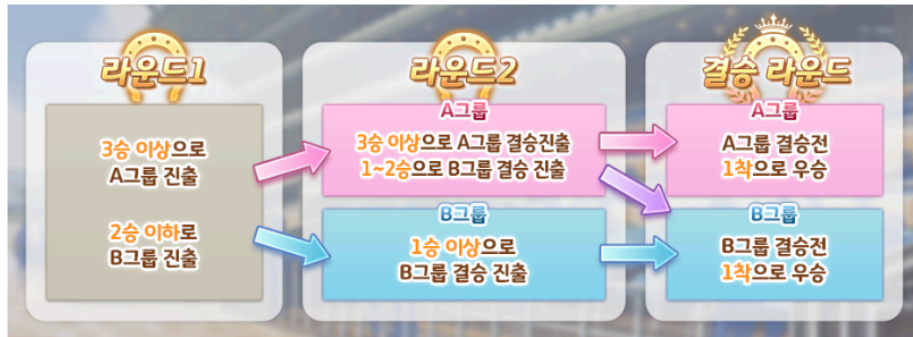 라운드1
3승 이상으로
A그룹 진출
2승 이하로
B그룹 진출
라운드2
A그룹
3승 이상으로 A그룹 결승진출
1~2승으로 B그룹 결승 진출
B그룹
1승 이상으로
B그룹 결승 진출
결승 라운드
A그룹
A그룹 결승전
1착으로 우승
B그룹
B그룹 결승전
1착으로 우승